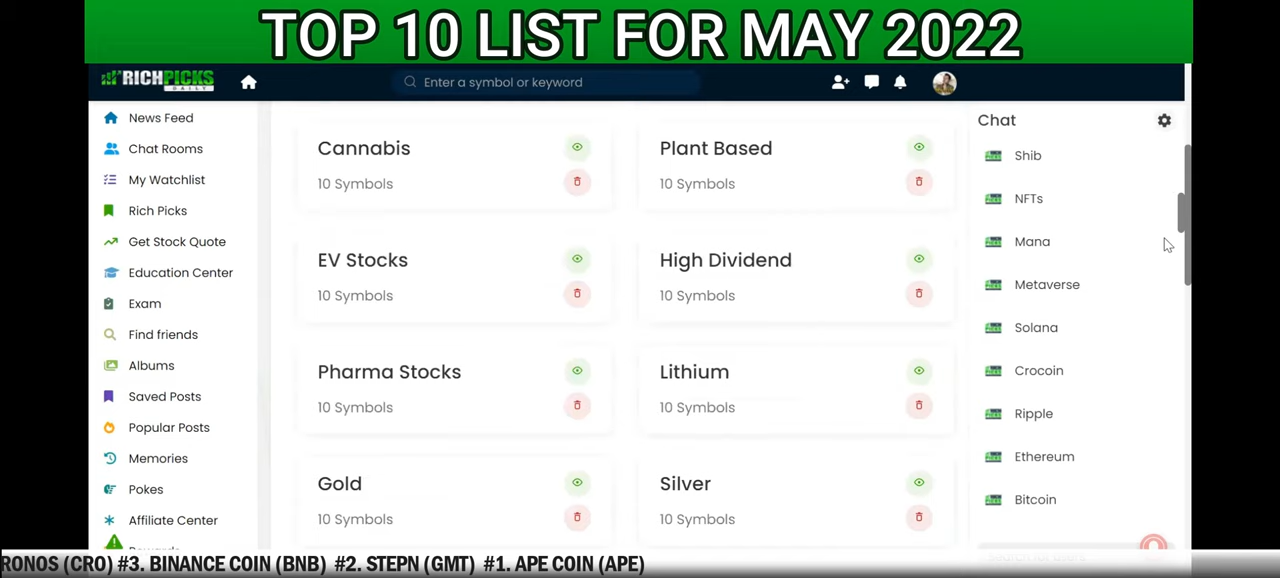 TOP 10 LIST FOR MAY 2022
RICHPICKS
DAILY
Enter a symbol or keyword
News Feed
Chat Rooms
My Watchlist
Rich Picks
Get Stock Quote
Education Center
Exam
Find friends
Albums
Saved Posts
Popular Posts
Memories
Pokes
Affiliate Center
Cannabis
10 Symbols
Plant Based
10 Symbols
EV Stocks
10 Symbols
High Dividend
10 Symbols
Pharma Stocks
10 Symbols
Lithium
10 Symbols
Gold
10 Symbols
Silver
10 Symbols
Chat
Shib
NFTs
Mana
Metaverse
Solana
Crocoin
Ripple
Ethereum
Bitcoin
Search for users
RONOS (CRO) #3. BINANCE COIN (BNB) #2. STEPN (GMT) #1. APE COIN (APE)